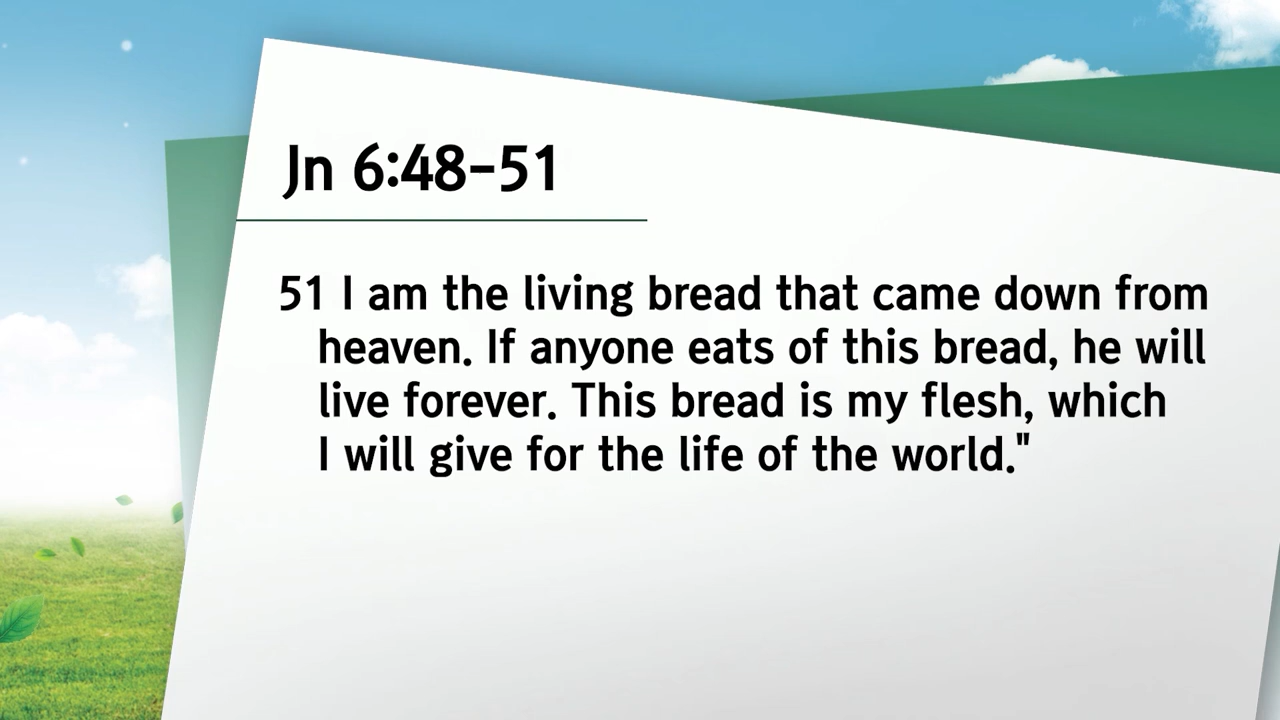 Jn 6:48-51
51 I am the living bread that came down from
heaven. If anyone eats of this bread, he will
live forever. This bread is my flesh, which
I will give for the life of the world."